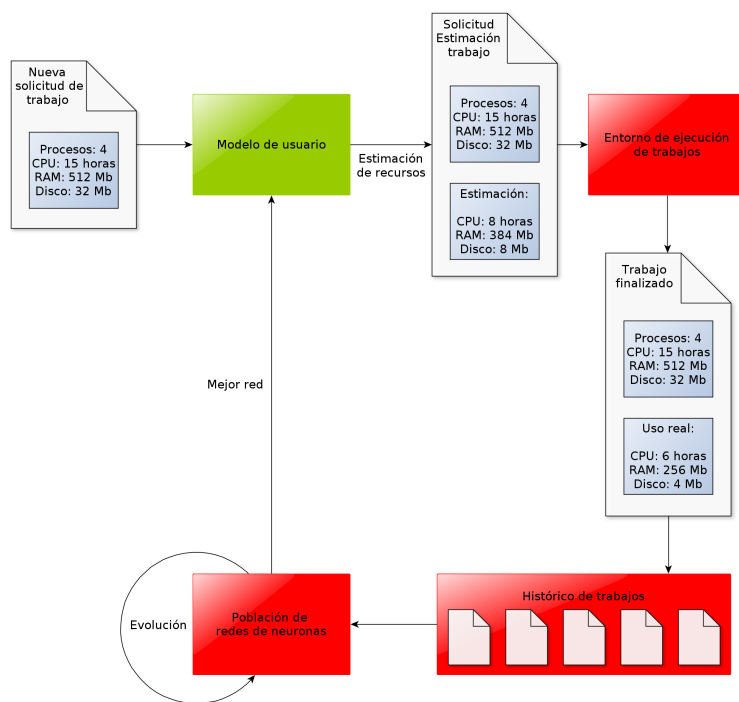 Nueva
solicitud de
trabajo
Procesos: 4
CPU: 15 horas
RAM: 512 Mb
Disco: 32 Mb
Modelo de usuario
Estimación
de recursos
Solicitud
Estimación
trabajo
Procesos: 4
CPU: 15 horas
RAM: 512 Mb
Disco: 32 Mb
Estimación:
CPU: 8 horas
RAM: 384 Mb
Disco: 8 Mb
Entorno de ejecución
de trabajos
Trabajo
finalizado
Procesos: 4
CPU: 15 horas
RAM: 512 Mb
Disco: 32 Mb
Uso real:
CPU: 6 horas
RAM: 256 Mb
Disco: 4 Mb
Histórico de trabajos
Población de
redes de neuronas
Evolución
Mejor red